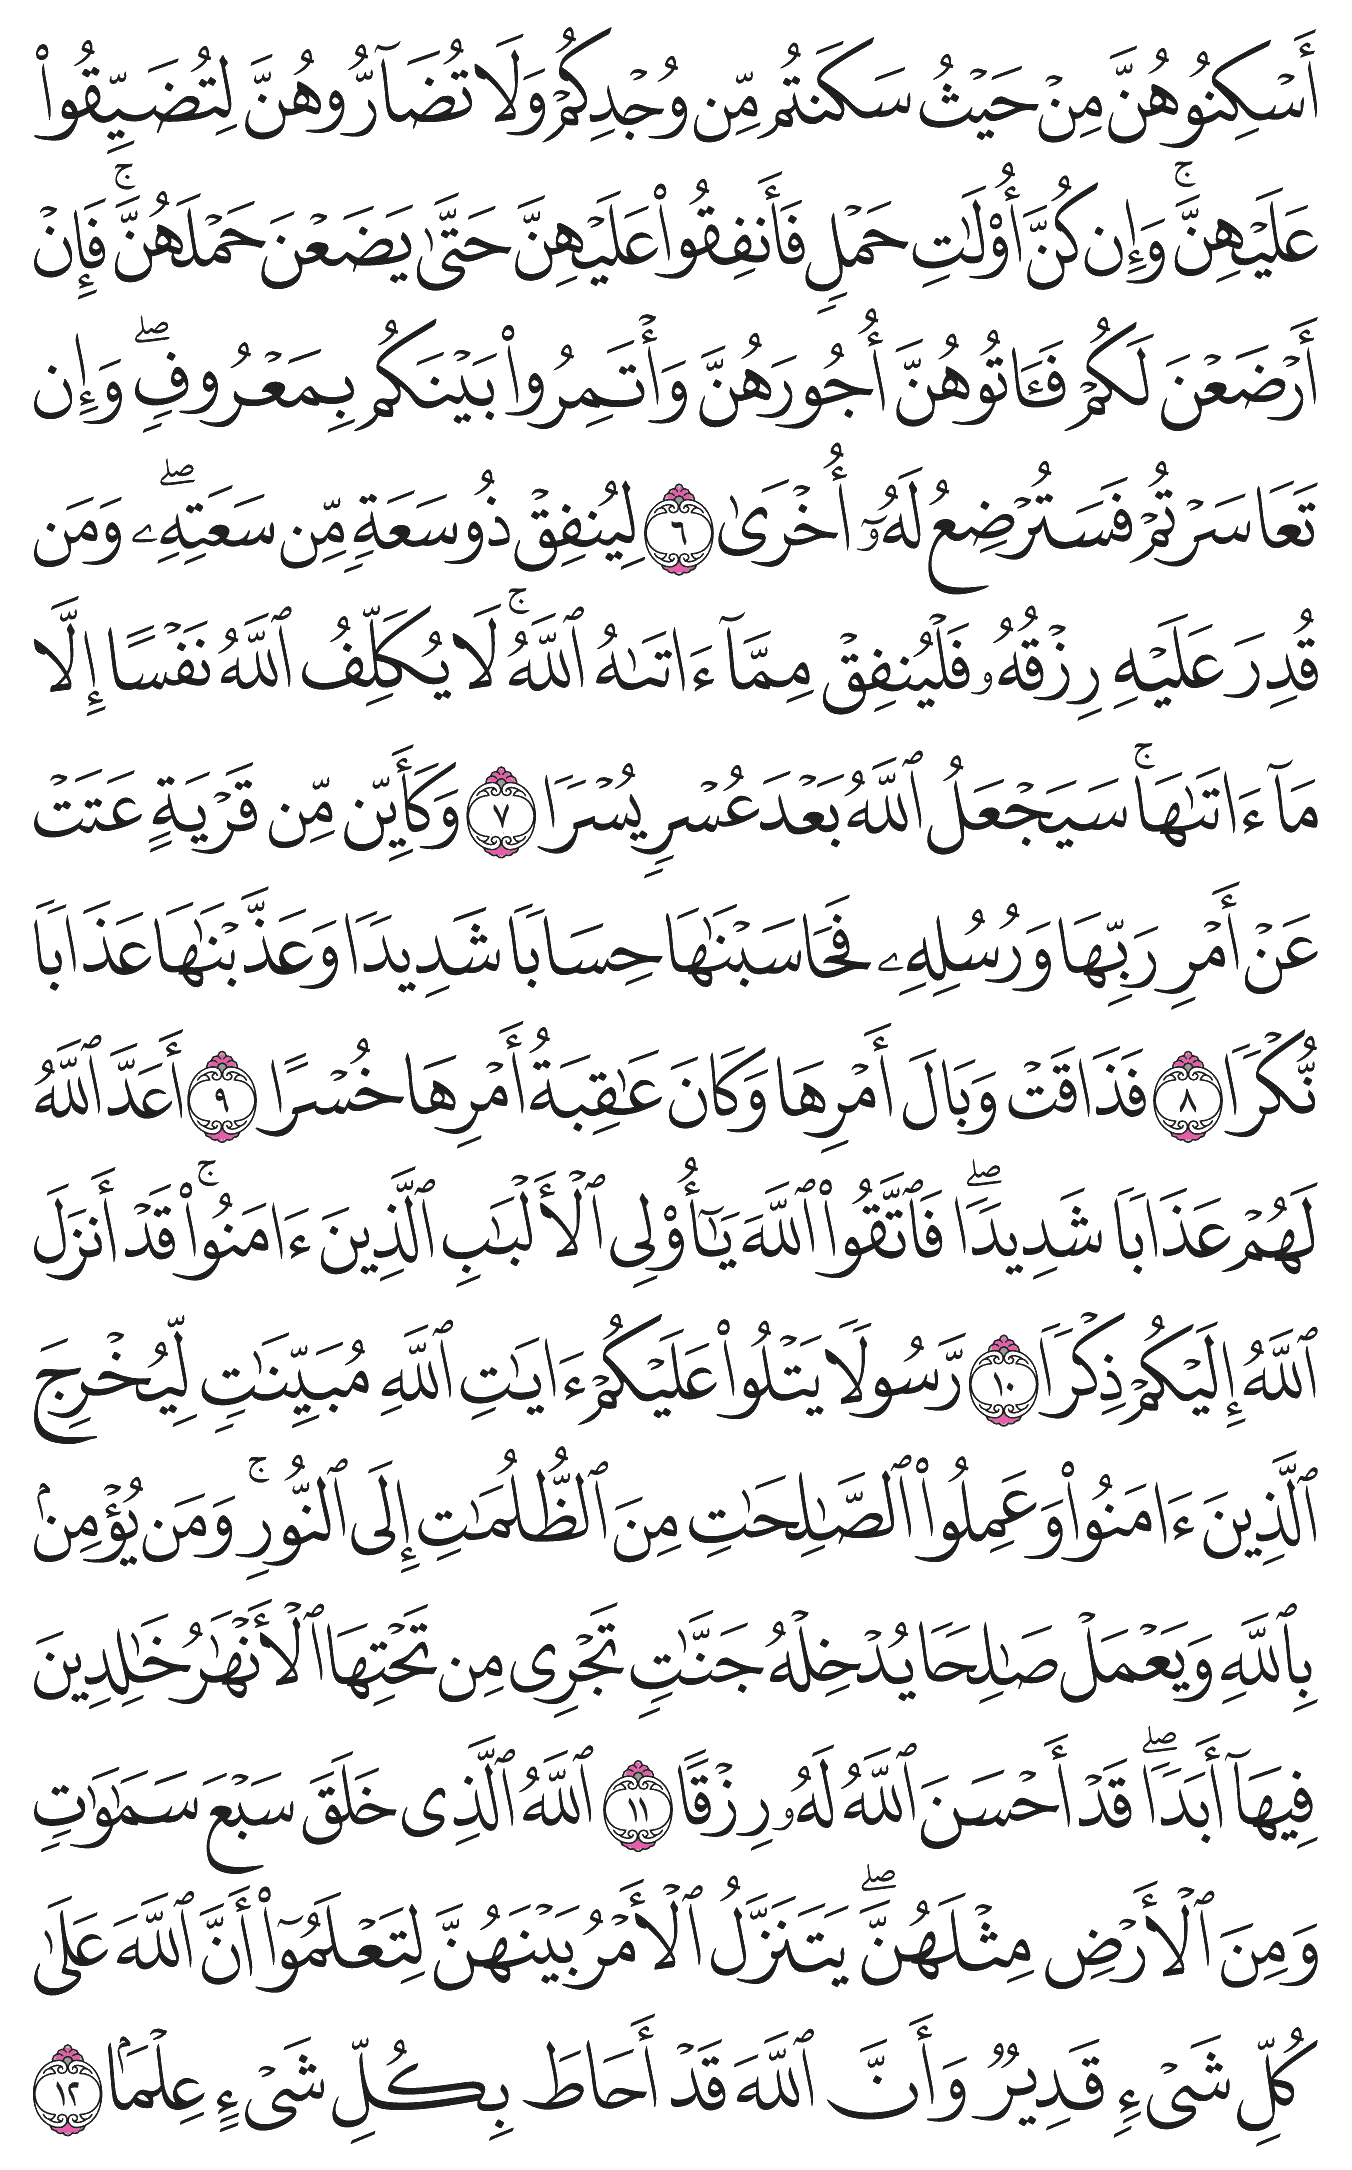 أَسۡكِنُوهُنَّ مِنۡ حَيۡثُ سَكَنتُم مِّن وُجۡدِكُمۡ وَلَا تُضَآرُّوهُنَّ لِتُضَيِّقُواْ
عَلَيۡهِنَّۚ وَإِن كُنَّ أُوْلَٰتِ حَمۡلٖ فَأَنفِقُواْ عَلَيۡهِنَّ حَتَّىٰ يَضَعۡنَ حَمۡلَهُنَّۚ فَإِنۡ
أَرۡضَعۡنَ لَكُمۡ فَـَٔاتُوهُنَّ أُجُورَهُنَّ وَأۡتَمِرُواْ بَيۡنَكُم بِمَعۡرُوفٖۖ وَإِن
تَعَاسَرۡتُمۡ فَسَتُرۡضِعُ لَهُۥٓ أُخۡرَىٰ ٦ لِيُنفِقۡ ذُو سَعَةٖ مِّن سَعَتِهِۦۖ وَمَن
قُدِرَ عَلَيۡهِ رِزۡقُهُۥ فَلۡيُنفِقۡ مِمَّآ ءَاتَىٰهُ ٱللَّهُۚ لَا يُكَلِّفُ ٱللَّهُ نَفۡسًا إِلَّا
مَآ ءَاتَىٰهَاۚ سَيَجۡعَلُ ٱللَّهُ بَعۡدَ عُسۡرٖ يُسۡرٗا ٧ وَكَأَيِّن مِّن قَرۡيَةٍ عَتَتۡ
عَنۡ أَمۡرِ رَبِّهَا وَرُسُلِهِۦ فَحَاسَبۡنَٰهَا حِسَابٗا شَدِيدٗا وَعَذَّبۡنَٰهَا عَذَابٗا
نُّكۡرٗا ٨ فَذَاقَتۡ وَبَالَ أَمۡرِهَا وَكَانَ عَٰقِبَةُ أَمۡرِهَا خُسۡرًا ٩ أَعَدَّ ٱللَّهُ
لَهُمۡ عَذَابٗا شَدِيدٗاۖ فَٱتَّقُواْ ٱللَّهَ يَٰٓأُوْلِي ٱلۡأَلۡبَٰبِ ٱلَّذِينَ ءَامَنُواْۚ قَدۡ أَنزَلَ
ٱللَّهُ إِلَيۡكُمۡ ذِكۡرٗا ١٠ رَّسُولٗا يَتۡلُواْ عَلَيۡكُمۡ ءَايَٰتِ ٱللَّهِ مُبَيِّنَٰتٖ لِّيُخۡرِجَ
ٱلَّذِينَ ءَامَنُواْ وَعَمِلُواْ ٱلصَّٰلِحَٰتِ مِنَ ٱلظُّلُمَٰتِ إِلَى ٱلنُّورِۚ وَمَن يُؤۡمِنۢ
بِٱللَّهِ وَيَعۡمَلۡ صَٰلِحٗا يُدۡخِلۡهُ جَنَّٰتٖ تَجۡرِي مِن تَحۡتِهَا ٱلۡأَنۡهَٰرُ خَٰلِدِينَ
فِيهَآ أَبَدٗاۖ قَدۡ أَحۡسَنَ ٱللَّهُ لَهُۥ رِزۡقًا ١١ ٱللَّهُ ٱلَّذِي خَلَقَ سَبۡعَ سَمَٰوَٰتٖ
وَمِنَ ٱلۡأَرۡضِ مِثۡلَهُنَّۖ يَتَنَزَّلُ ٱلۡأَمۡرُ بَيۡنَهُنَّ لِتَعۡلَمُوٓاْ أَنَّ ٱللَّهَ عَلَىٰ
كُلِّ شَيۡءٖ قَدِيرٞ وَأَنَّ ٱللَّهَ قَدۡ أَحَاطَ بِكُلِّ شَيۡءٍ عِلۡمَۢا ١٢